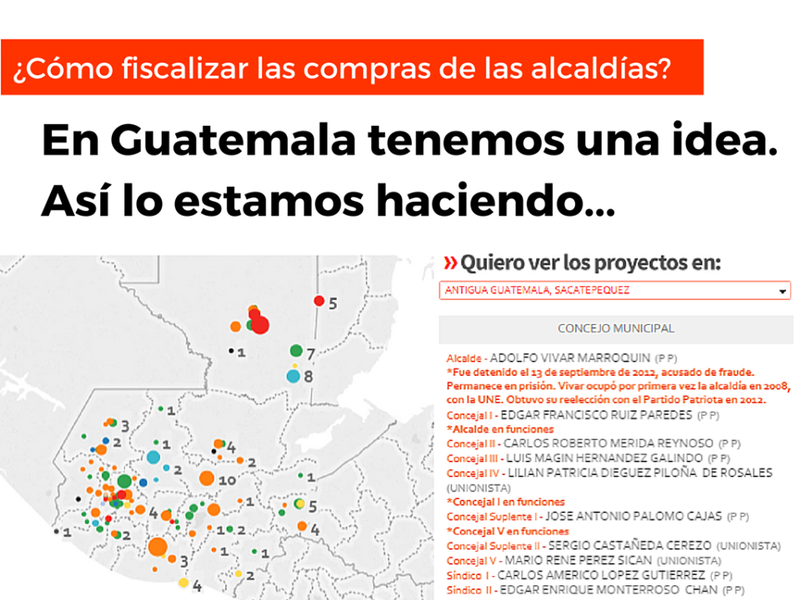 ¿Cómo fiscalizar las compras de las alcaldías?
En Guatemala tenemos una idea.
Así lo estamos haciendo...
» Quiero ver los proyectos en:
ANTIGUA GUATEMALA, SACATEPEQUEZ
CONCEJO MUNICIPAL
Alcalde - ADOLFO VIVAR MARROQUIN (P P)
*Fue detenido el 13 de septiembre de 2012, acusado de fraude.
Permanece en prisión. Vivar ocupó por primera vez la alcaldía en 2008,
con la UNE. Obtuvo su reelección con el Partido Patriota en 2012.
Concejal I - EDGAR FRANCISCO RUIZ PAREDES (P P)
*Alcalde en funciones
Concejal II - CARLOS ROBERTO MERIDA REYNOSO (P P)
Concejal III - LUIS MAGIN HERNANDEZ GALINDO (P P)
Concejal IV - LILIAN PATRICIA DIEGUEZ PILOÑA DE ROSALES
(UNIONISTA)
*Concejal I en funciones
Concejal Suplente I - JOSE ANTONIO PALOMO CAJAS (P P)
*Concejal V en funciones
Concejal Suplente II - SERGIO CASTAÑEDA CEREZO (UNIONISTA)
Concejal V - MARIO RENE PEREZ SICAN (UNIONISTA)
Síndico I - CARLOS AMERICO LOPEZ GUTIERREZ (P P)
Síndico II - EDGAR ENRIQUE MONTERROSO CHAN (P P)
5
1
7
8
1
3
2
1
4
1
2
2
10
1
1
5
4
4
1
2
1
2
1
3
1
2
4